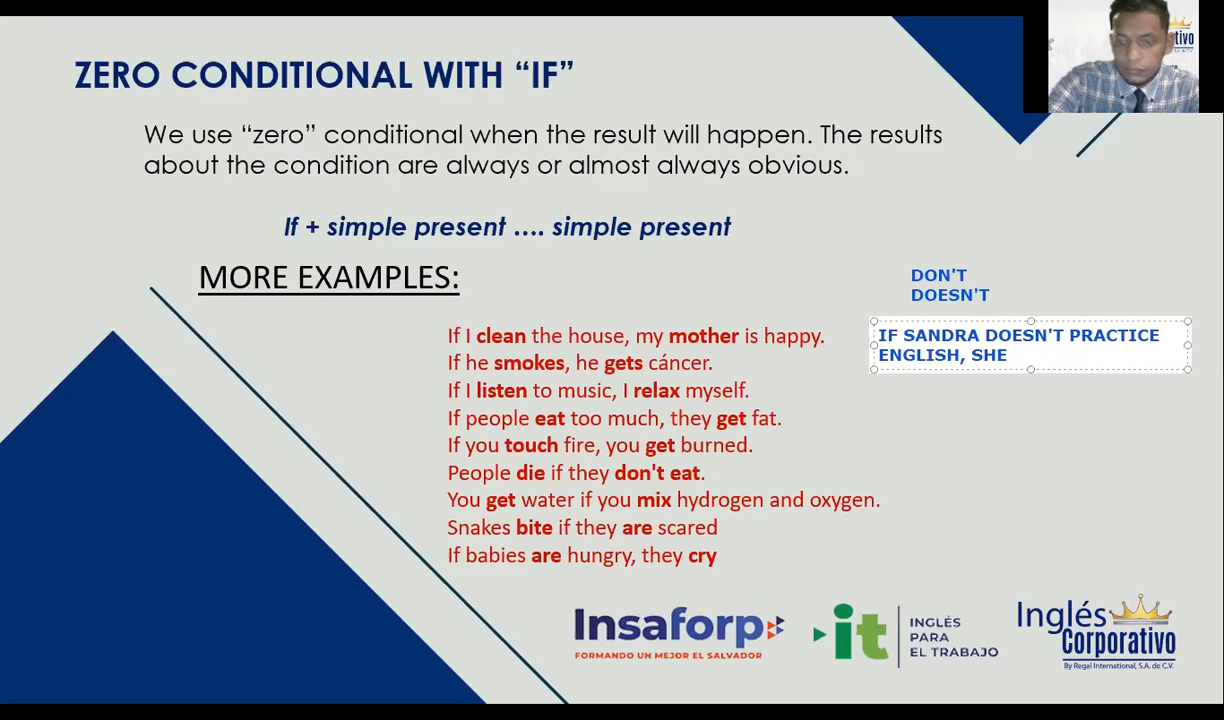 ZERO CONDITIONAL WITH “IF”
We use “zero” conditional when the result will happen. The results
about the condition are always or almost always obvious.
If + simple present …. simple present
MORE EXAMPLES:
If I clean the house, my mother is happy.
If he smokes, he gets cáncer.
If I listen to music, I relax myself.
If people eat too much, they get fat.
If you touch fire, you get burned.
People die if they don't eat.
You get water if you mix hydrogen and oxygen.
Snakes bite if they are scared
If babies are hungry, they cry
DON'T
DOESN'T
IF SANDRA DOESN'T PRACTICE
ENGLISH, SHE
Insaforp
FORMANDO UN MEJOR EL SALVADOR
it
INGLÉS
PARA
EL TRABAJO
Inglés
Corporativo
By Regal International, S.A. de C.V.
tivo